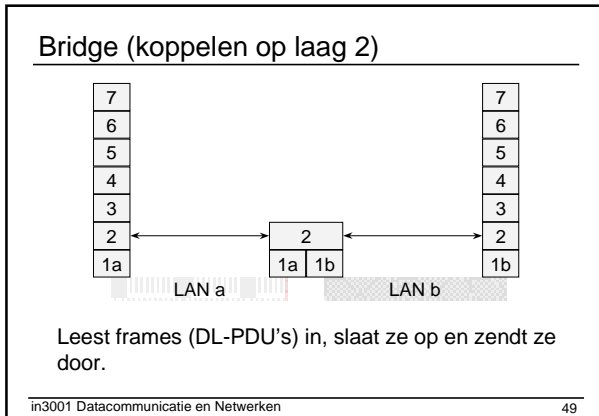 Bridge (koppelen op laag 2)
7 7
6 6
5 5
4 4
3 3
2 2 2
1a 1a 1b 1b
LAN a LAN b
Leest frames (DL-PDU's) in, slaat ze op en zendt ze
door.
in3001 Datacommunicatie en Netwerken 49